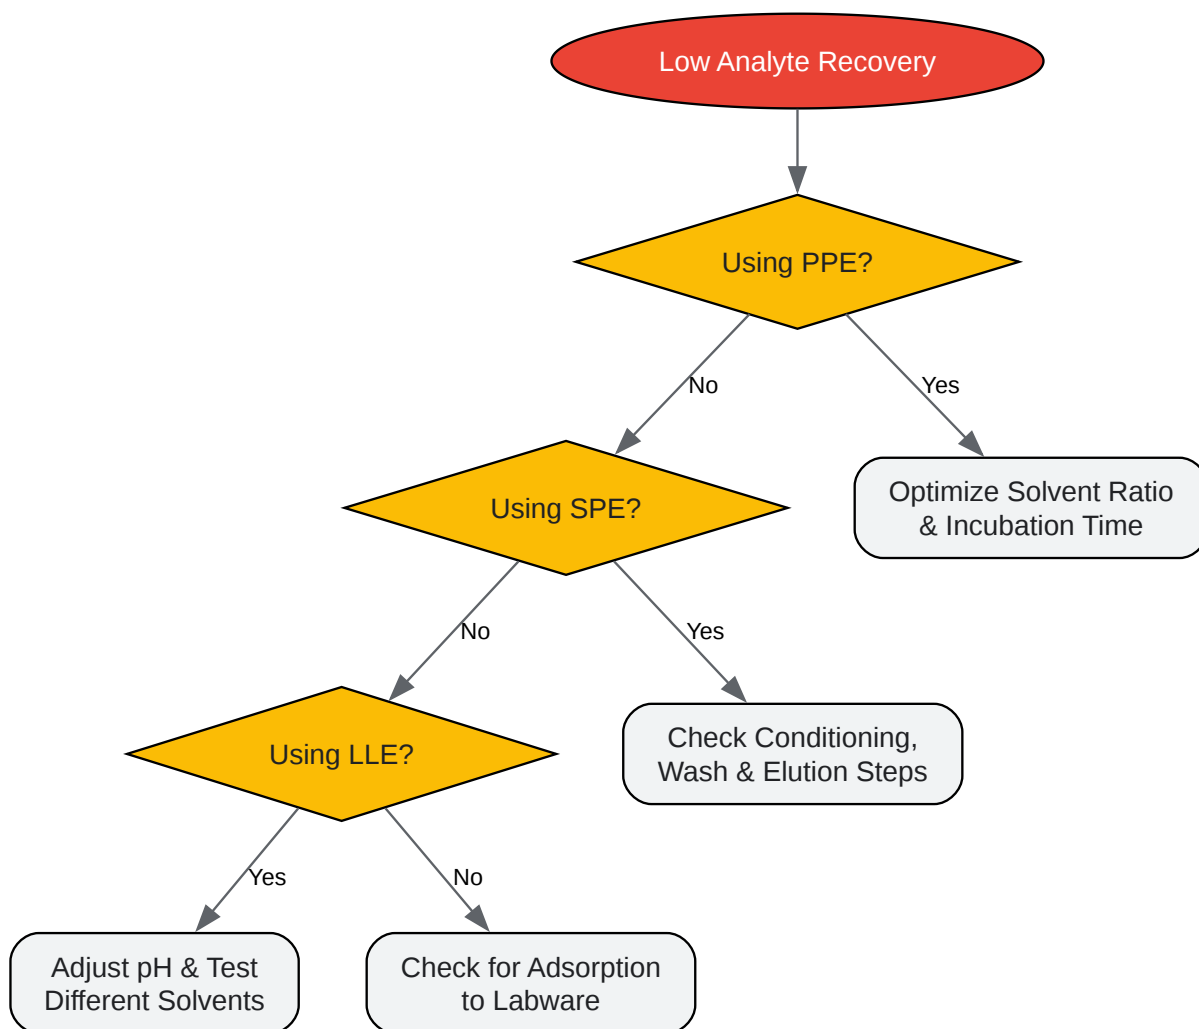 Low Analyte Recovery
Using PPE?
No
Yes
Using SPE?
Optimize Solvent Ratio
& Incubation Time
No
Yes
Using LLE?
Check Conditioning,
Wash & Elution Steps
Yes
No
Adjust pH & Test
Different Solvents
Check for Adsorption
to Labware